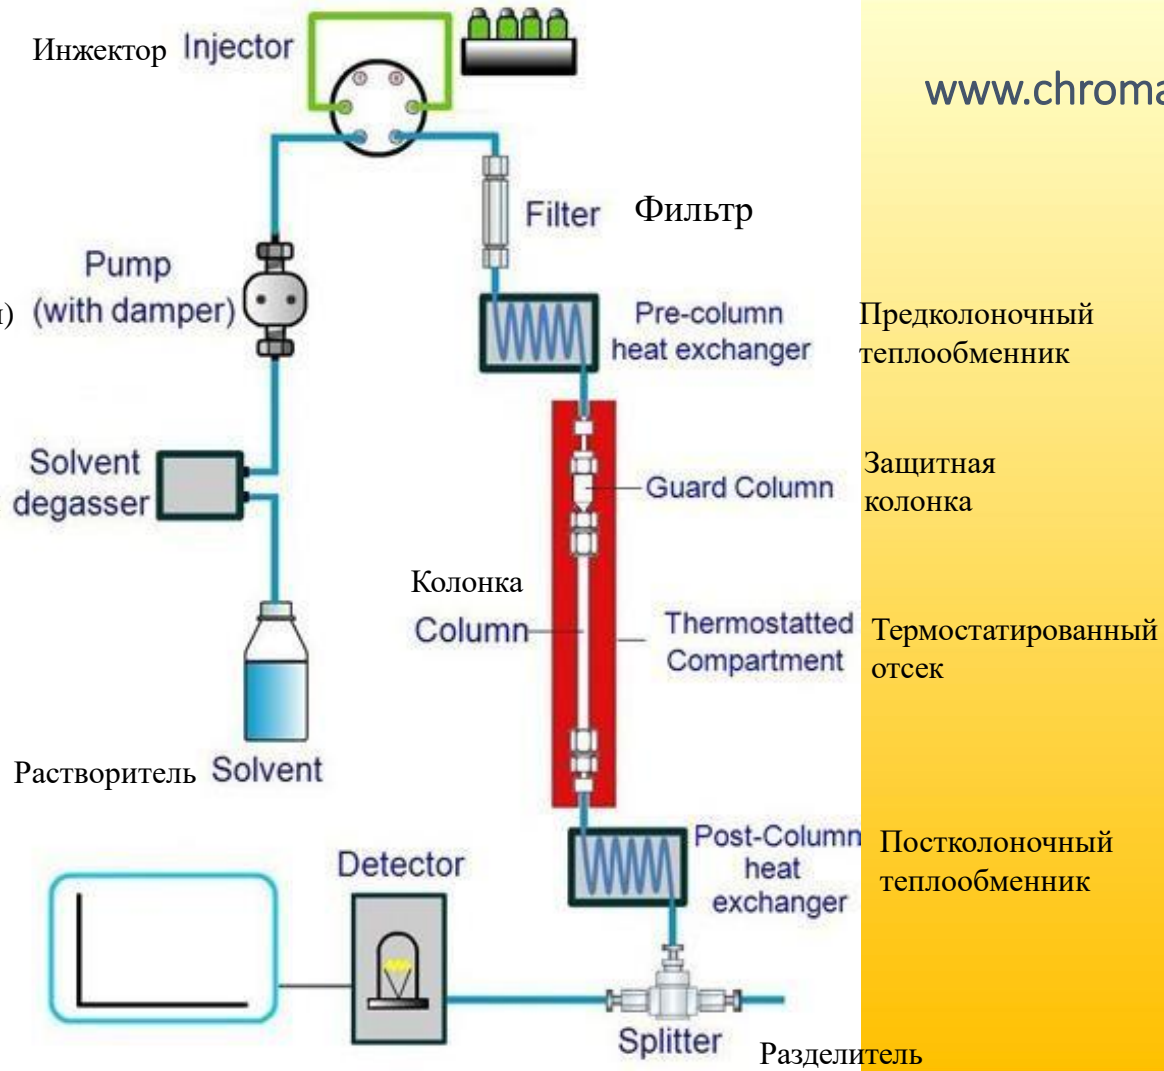 Инжектор Injector
www.chroma
Filter Фильтр
Pump
(with damper)
Pre-column
heat exchanger
Предколоночный
теплообменник
Solvent
degasser
Guard Column
Защитная
колонка
Колонка
Column
Thermostatted
Compartment
Термостатированный
отсек
Растворитель Solvent
Post-Column
heat
exchanger
Постколоночный
теплообменник
Detector
Splitter
Разделитель